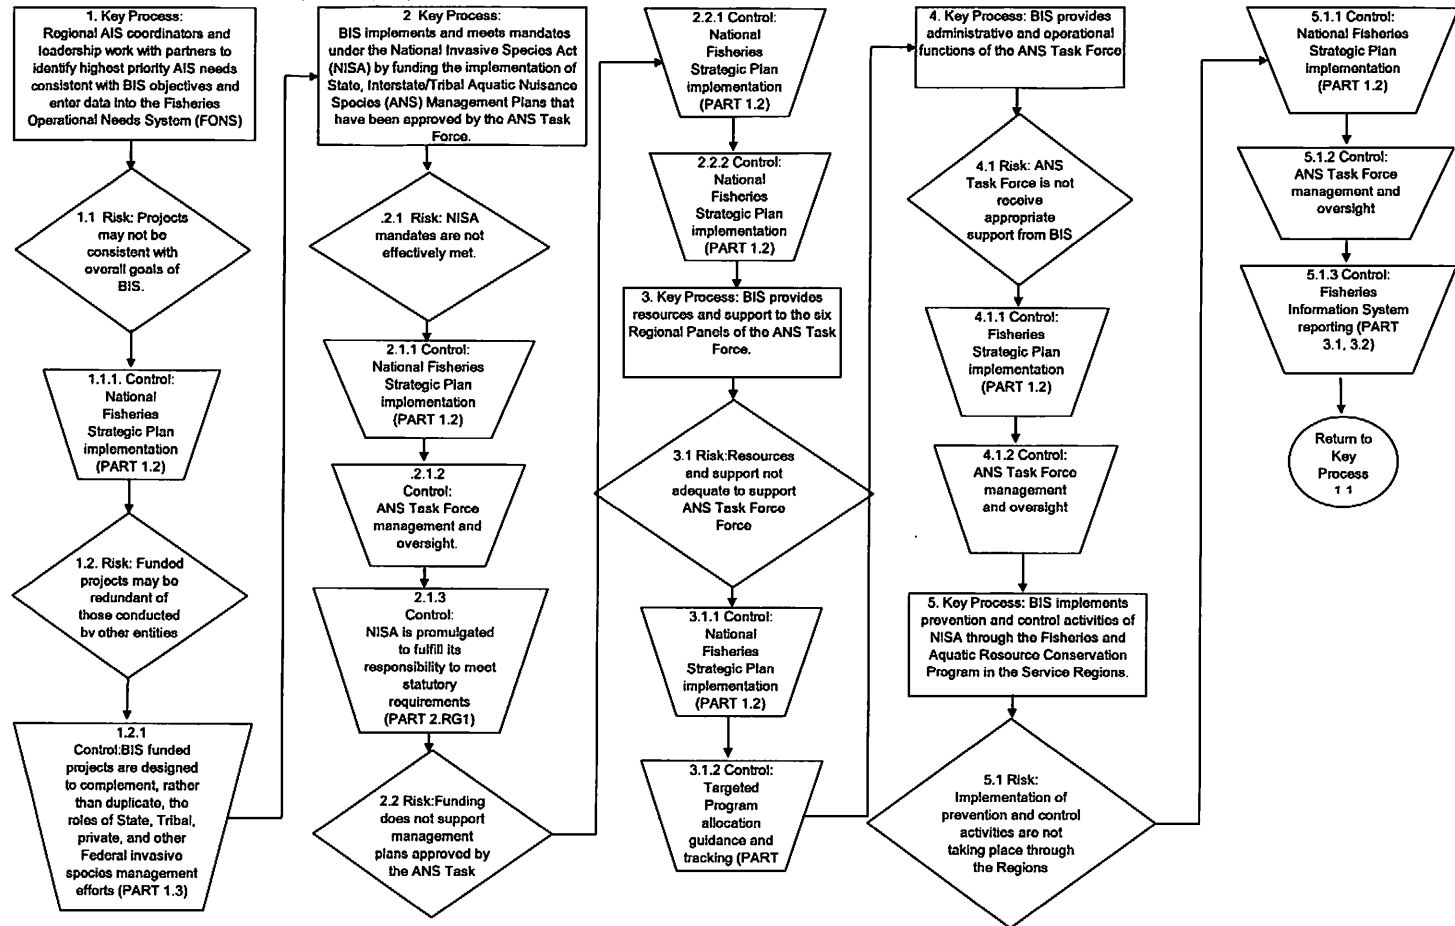 1. Key Process:
Regional AIS coordinators and
leadership work with partners to
identify highest priority AIS needs
consistent with BIS objectives and
enter data into the Fisheries
Operational Needs System (FONS)
1.1 Risk: Projects
may not be
consistent with
overall goals of
BIS.
1.1.1. Control:
National
Fisheries
Strategic Plan
implementation
(PART 1.2)
1.2. Risk: Funded
projects may be
redundant of
those conducted
by other entities
1.2.1
Control:BIS funded
projects are designed
to complement, rather
than duplicate, the
roles of State, Tribal,
private, and other
Federal invasive
species management
efforts (PART 1.3)
2 Key Process:
BIS implements and meets mandates
under the National Invasive Species Act
(NISA) by funding the implementation of
State, Interstate/Tribal Aquatic Nuisance
Species (ANS) Management Plans that
have been approved by the ANS Task
Force.
.2.1 Risk: NISA
mandates are not
effectively met.
2.1.1 Control:
National Fisheries
Strategic Plan
implementation
(PART 1.2)
.2.1.2
Control:
ANS Task Force
management and
oversight.
2.1.3
Control:
NISA is promulgated
to fulfill its
responsibility to meet
statutory
requirements
(PART 2.RG1)
2.2 Risk:Funding
does not support
management
plans approved by
the ANS Task
2.2.1 Control:
National
Fisheries
Strategic Plan
implementation
(PART 1.2)
2.2.2 Control:
National
Fisheries
Strategic Plan
implementation
(PART 1.2)
3. Key Process: BIS provides
resources and support to the six
Regional Panels of the ANS Task
Force.
3.1 Risk:Resources
and support not
adequate to support
ANS Task Force
Force
3.1.1 Control:
National
Fisheries
Strategic Plan
implementation
(PART 1.2)
3.1.2 Control:
Targeted
Program
allocation
guidance and
tracking (PART
4. Key Process: BIS provides
administrative and operational
functions of the ANS Task Force
4.1 Risk: ANS
Task Force is not
receive
appropriate
support from BIS
4.1.1 Control:
Fisheries
Strategic Plan
implementation
(PART 1.2)
4.1.2 Control:
ANS Task Force
management
and oversight
5. Key Process: BIS implements
prevention and control activities of
NISA through the Fisheries and
Aquatic Resource Conservation
Program in the Service Regions.
5.1 Risk:
Implementation of
prevention and control
activities are not
taking place through
the Regions
5.1.1 Control:
National Fisheries
Strategic Plan
implementation
(PART 1.2)
5.1.2 Control:
ANS Task Force
management and
oversight
5.1.3 Control:
Fisheries
Information System
reporting (PART
3.1, 3.2)
Return to
Key
Process
1 1